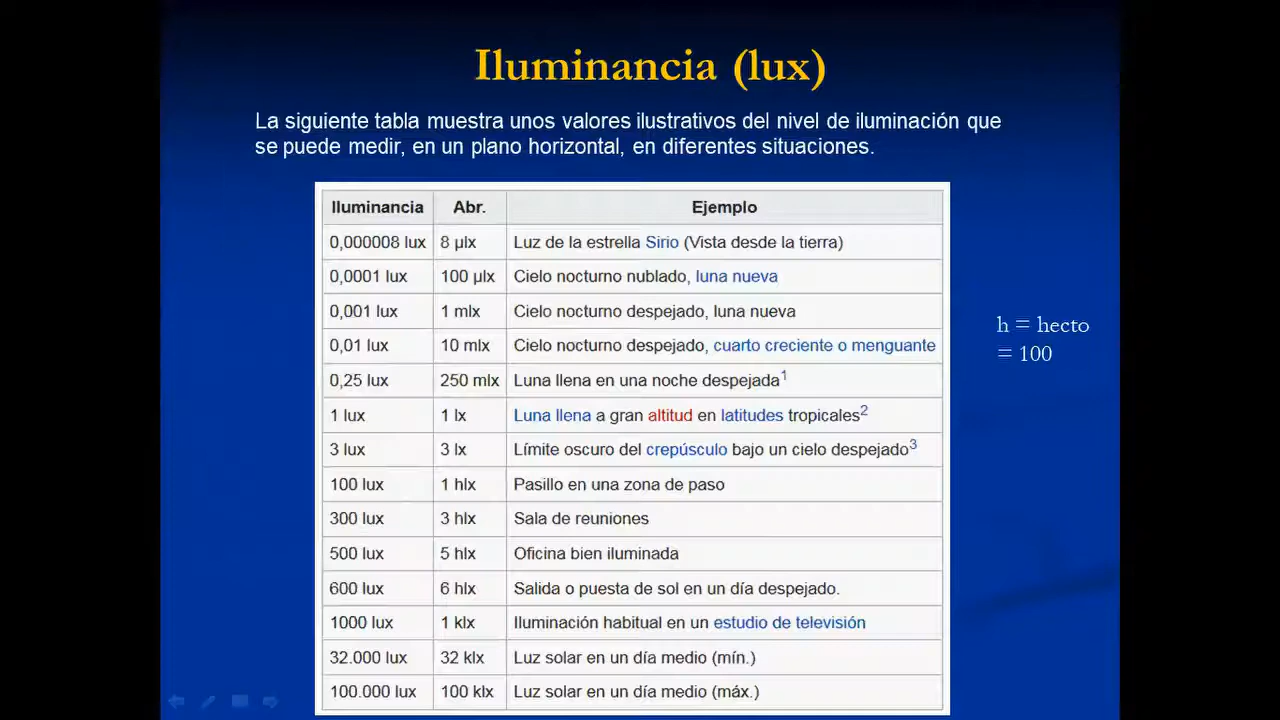 Iluminancia (lux)
La siguiente tabla muestra unos valores ilustrativos del nivel de iluminación que
se puede medir, en un plano horizontal, en diferentes situaciones.
Iluminancia Abr. Ejemplo
0,000008 lux 8 µlx Luz de la estrella Sirio (Vista desde la tierra)
0,0001 lux 100 µlx Cielo nocturno nublado, luna nueva
0,001 lux 1 mlx Cielo nocturno despejado, luna nueva
0,01 lux 10 mlx Cielo nocturno despejado, cuarto creciente o menguante
0,25 lux 250 mlx Luna llena en una noche despejada1
1 lux 1 lx Luna llena a gran altitud en latitudes tropicales2
3 lux 3 lx Límite oscuro del crepúsculo bajo un cielo despejado3
100 lux 1 hlx Pasillo en una zona de paso
300 lux 3 hlx Sala de reuniones
500 lux 5 hlx Oficina bien iluminada
600 lux 6 hlx Salida o puesta de sol en un día despejado.
1000 lux 1 klx Iluminación habitual en un estudio de televisión
32.000 lux 32 klx Luz solar en un día medio (mín.)
100.000 lux 100 klx Luz solar en un día medio (máx.)
h = hecto
= 100